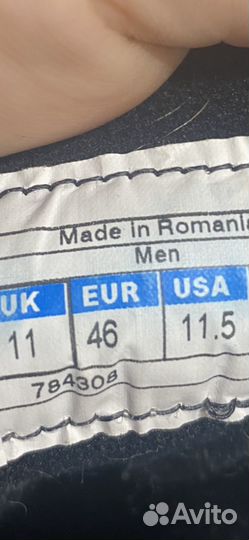 Made in Romania
Men
UK EUR USA
11 46 11.5
784308
Avito